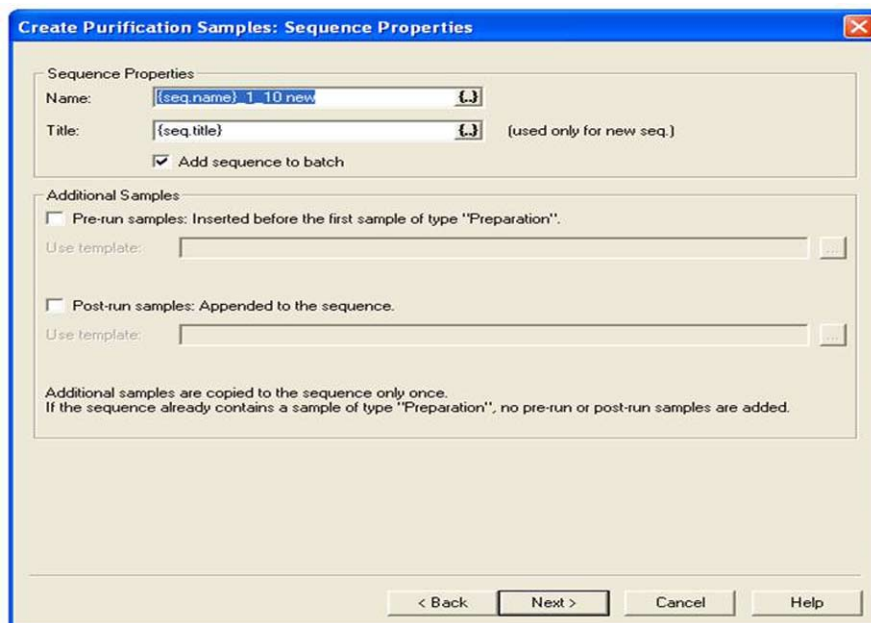 Create Purification Samples: Sequence Properties
Sequence Properties
Name: {seq.name}_1_10 new {..}
Title: {seq.title} {..} (used only for new seq.)
Add sequence to batch
Additional Samples
Pre-run samples: Inserted before the first sample of type "Preparation".
Use template: ...
Post-run samples: Appended to the sequence.
Use template: ...
Additional samples are copied to the sequence only once.
If the sequence already contains a sample of type "Preparation", no pre-run or post-run samples are added.
< Back Next > Cancel Help